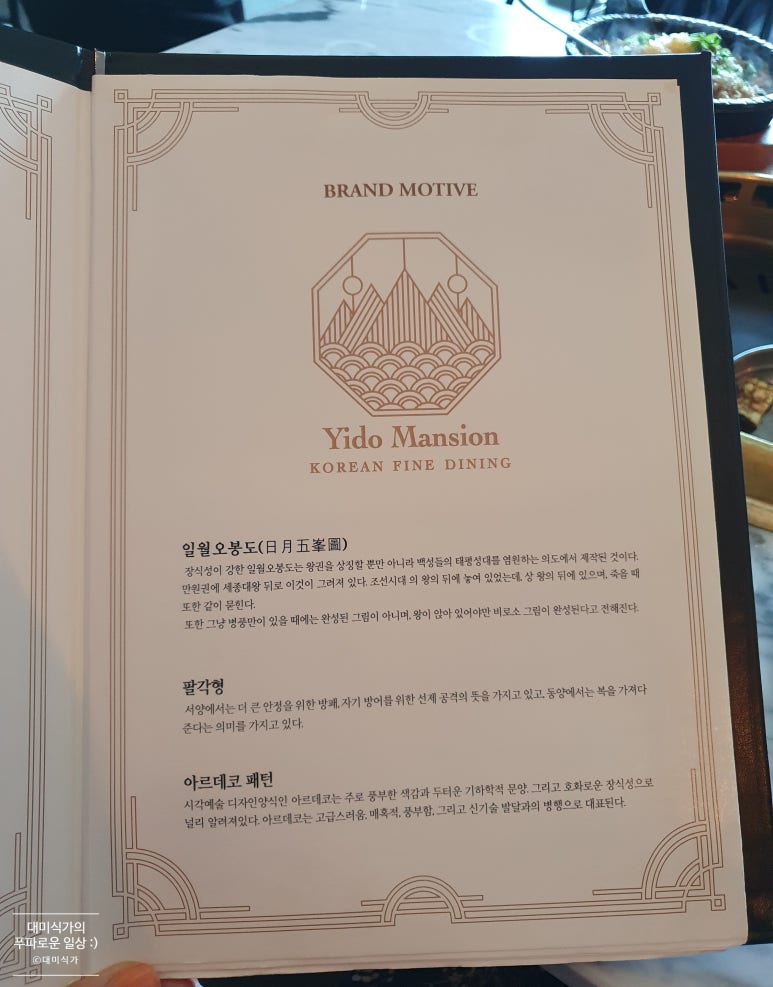 BRAND MOTIVE
Yido Mansion
KOREAN FINE DINING
일월오봉도(日月五峯圖)
장식성이 강한 일월오봉도는 왕권을 상징할 뿐만 아니라 백성들의 태평성대를 염원하는 의도에서 제작된 것이다.
만원권에 세종대왕 뒤로 이것이 그려져 있다. 조선시대 의 왕의 뒤에 놓여 있었는데, 상 왕의 뒤에 있으며, 죽을 때
또한 같이 묻힌다.
또한 그냥 병풍만이 있을 때에는 완성된 그림이 아니며, 왕이 앉아 있어야만 비로소 그림이 완성된다고 전해진다.
팔각형
서양에서는 더 큰 안정을 위한 방패, 자기 방어를 위한 선제 공격의 뜻을 가지고 있고, 동양에서는 복을 가져다
준다는 의미를 가지고 있다.
아르데코 패턴
시각예술 디자인양식인 아르데코는 주로 풍부한 색감과 두터운 기하학적 문양, 그리고 호화로운 장식성으로
널리 알려져있다. 아르데코는 고급스러움, 매혹적, 풍부함, 그리고 신기술 발달과의 병행으로 대표된다.
대미식가의
푸파로운 일상 :)
©대미식가